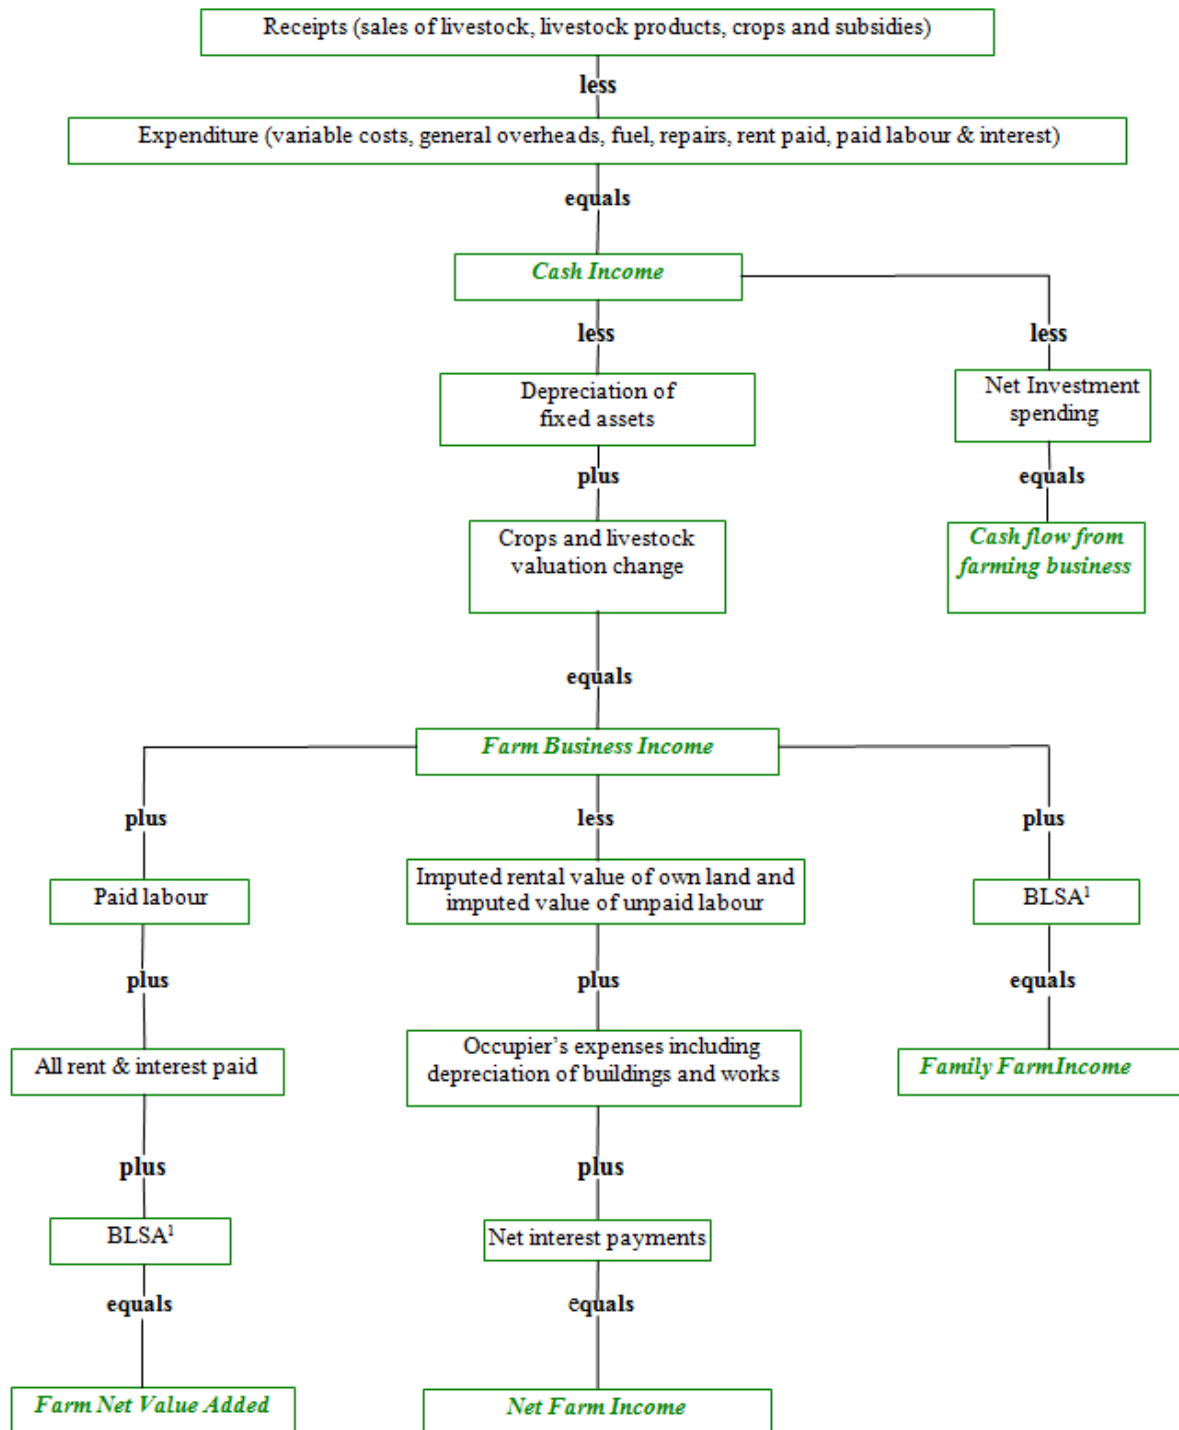 Receipts (sales of livestock, livestock products, crops and subsidies)
less
Expenditure (variable costs, general overheads, fuel, repairs, rent paid, paid labour & interest)
equals
Cash Income
less
less
Depreciation of
fixed assets
Net Investment
spending
plus
equals
Crops and livestock
valuation change
Cash flow from
farming business
equals
Farm Business Income
plus
less
plus
Paid labour
Imputed rental value of own land and
imputed value of unpaid labour
BLSA¹
plus
plus
equals
All rent & interest paid
Occupier’s expenses including
depreciation of buildings and works
Family FarmIncome
plus
plus
BLSA¹
Net interest payments
equals
equals
Farm Net Value Added
Net Farm Income